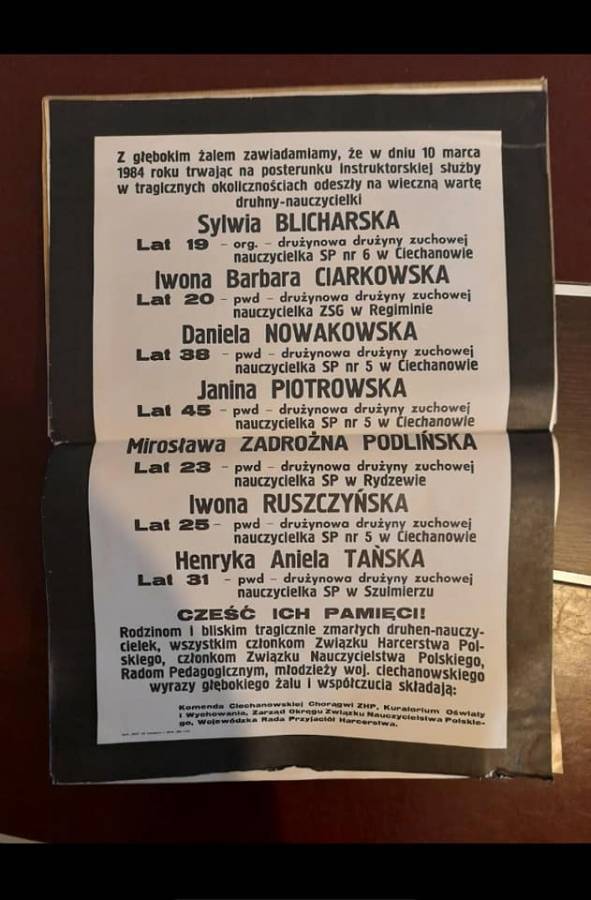 Z głębokim żalem zawiadamiamy, że w dniu 10 marca
1984 roku trwając na posterunku instruktorskiej służby
w tragicznych okolicznościach odeszły na wieczną wartę
druhny-nauczycielki
Sylwia BLICHARSKA
Lat 19 - org. - drużynowa drużyny zuchowej
nauczycielka SP nr 6 w Ciechanowie
Iwona Barbara CIARKOWSKA
Lat 20 - pwd - drużynowa drużyny zuchowej
nauczycielka ZSG w Regiminie
Daniela NOWAKOWSKA
Lat 38 - pwd - drużynowa drużyny zuchowej
nauczycielka SP nr 5 w Ciechanowie
Janina PIOTROWSKA
Lat 45 - pwd - drużynowa drużyny zuchowej
nauczycielka SP nr 5 w Ciechanowie
Mirosława ZADROŻNA PODLIŃSKA
Lat 23 - pwd - drużynowa drużyny zuchowej
nauczycielka SP w Rydzewie
Iwona RUSZCZYŃSKA
Lat 25 - pwd - drużynowa drużyny zuchowej
nauczycielka SP nr 5 w Ciechanowie
Henryka Aniela TAŃSKA
Lat 31 - pwd - drużynowa drużyny zuchowej
nauczycielka SP w Szulmierzu
CZEŚĆ ICH PAMIĘCI!
Rodzinom i bliskim tragicznie zmarłych druhen-nauczy-
cielek, wszystkim członkom Związku Harcerstwa Pol-
skiego, członkom Związku Nauczycielstwa Polskiego,
Radom Pedagogicznym, młodzieży woj. ciechanowskiego
wyrazy głębokiego żalu i współczucia składają:
Komenda Ciechanowskiej Chorągwi ZHP, Kuratorium Oświaty
i Wychowania, Zarząd Okręgu Związku Nauczycielstwa Polskie-
go, Wojewódzka Rada Przyjaciół Harcerstwa.